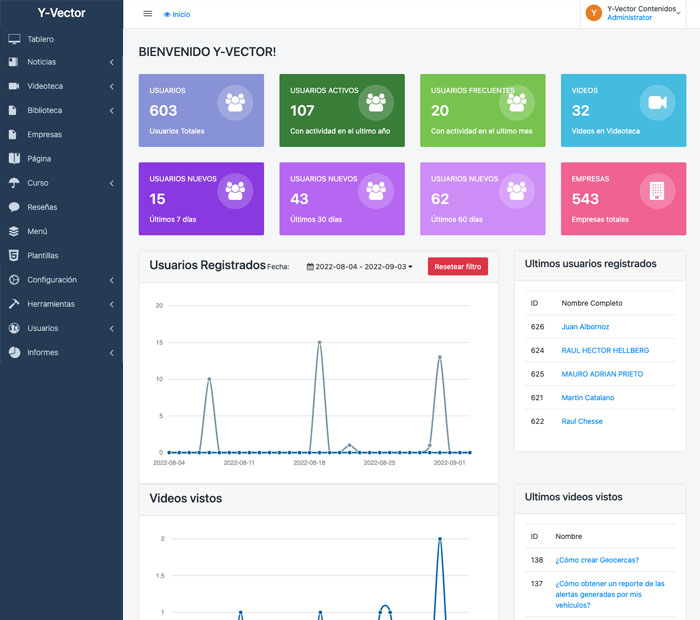 Y-Vector
Tablero
Noticias
Videoteca
Biblioteca
Empresas
Página
Curso
Reseñas
Menú
Plantillas
Configuración
Herramientas
Usuarios
Informes
Inicio
Y
Y-Vector Contenidos
Administrator
BIENVENIDO Y-VECTOR!
USUARIOS
603
Usuarios Totales
USUARIOS ACTIVOS
107
Con actividad en el ultimo año
USUARIOS FRECUENTES
20
Con actividad en el ultimo mes
VIDEOS
32
Videos en Videoteca
USUARIOS NUEVOS
15
Últimos 7 días
USUARIOS NUEVOS
43
Últimos 30 días
USUARIOS NUEVOS
62
Últimos 60 días
EMPRESAS
543
Empresas totales
Usuarios Registrados Fecha: 2022-08-04 - 2022-09-03 Resetear filtro
20
15
10
5
0
2022-08-04 2022-08-11 2022-08-18 2022-08-25 2022-09-01
Ultimos usuarios registrados
ID Nombre Completo
626 Juan Albornoz
624 RAUL HECTOR HELLBERG
625 MAURO ADRIAN PRIETO
621 Martín Catalano
622 Raul Chesse
Videos vistos
2
1.5
1
Ultimos videos vistos
ID Nombre
138 ¿Cómo crear Geocercas?
137 ¿Cómo obtener un reporte de las
alertas generadas por mis
vehículos?